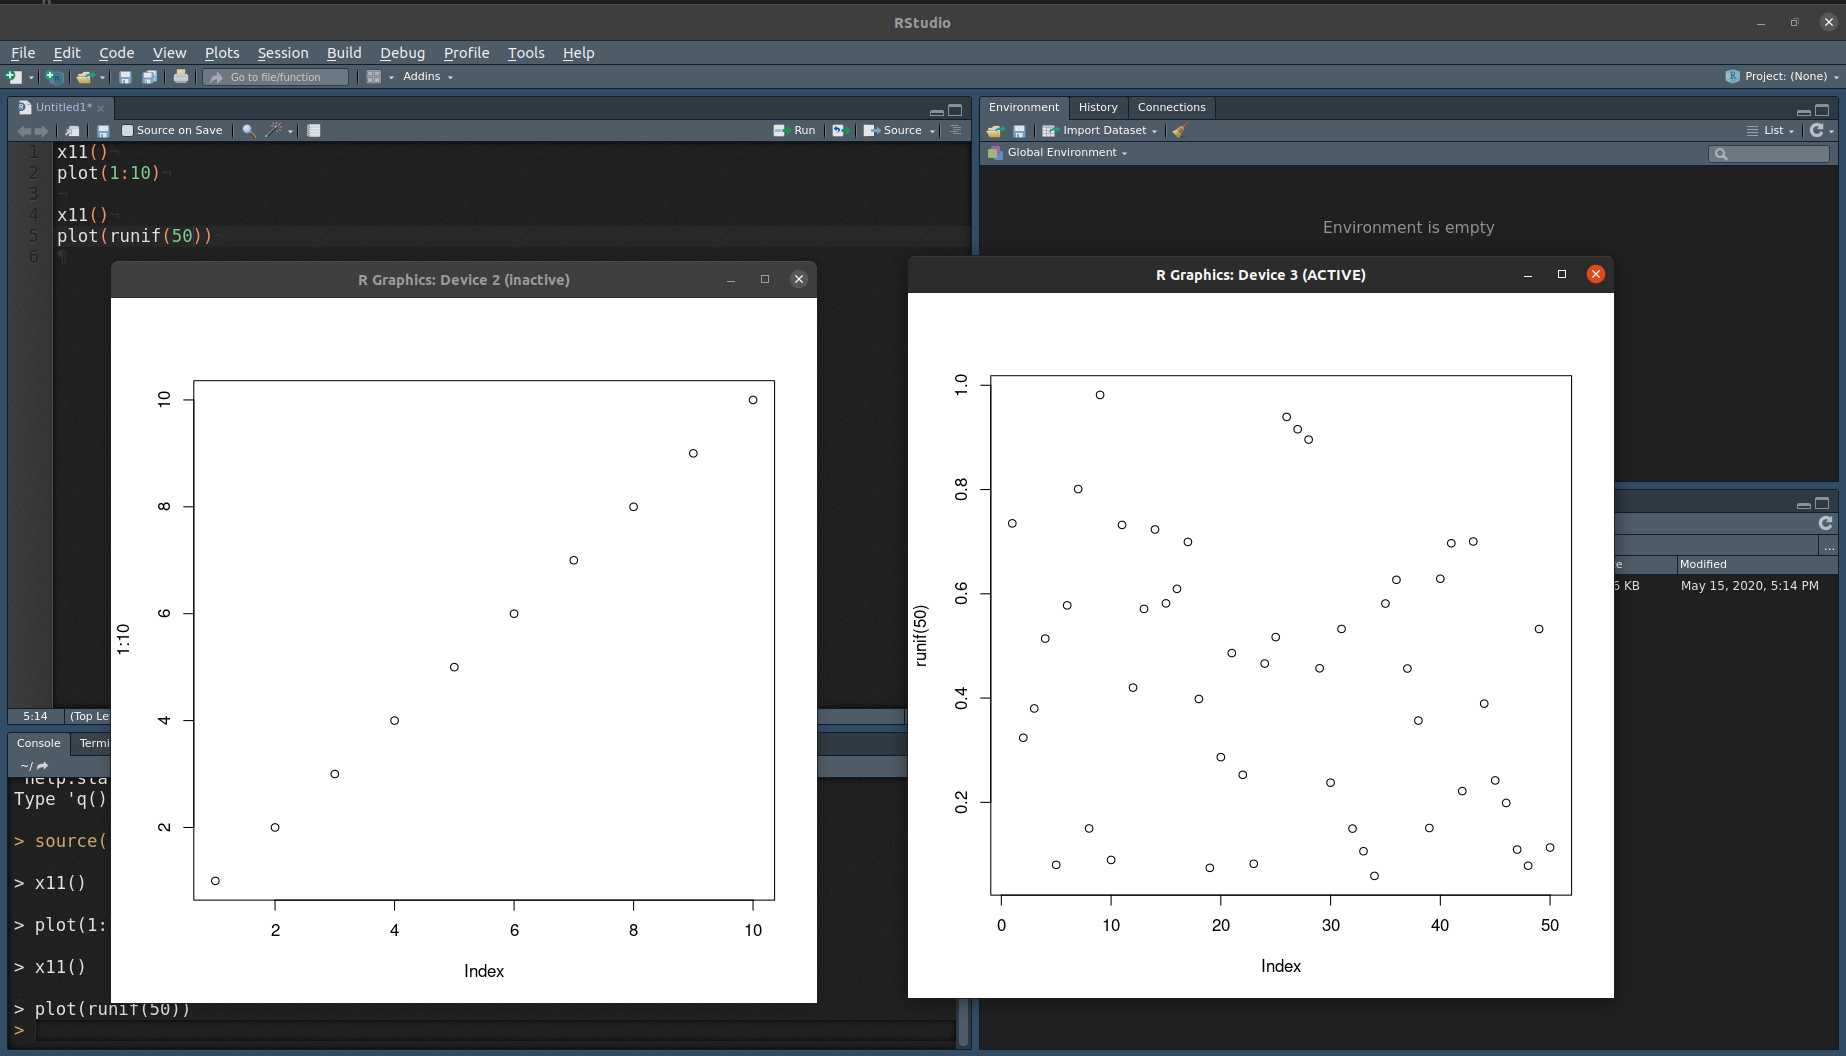 RStudio
File Edit Code View Plots Session Build Debug Profile Tools Help
Go to file/function Addins Project: (None)
Untitled1*
Source on Save Run Source
1 x11()
2 plot(1:10)
3
4 x11()
5 plot(runif(50))
6
5:14 (Top Le
Console Termi
~/
help.sta
Type 'q()
> source(
> x11()
> plot(1:
> x11()
> plot(runif(50))
>
Environment History Connections
Import Dataset List
Global Environment
Environment is empty
...
e Modified
KB May 15, 2020, 5:14 PM
R Graphics: Device 2 (inactive)
10
8
6
4
2
1:10
2 4 6 8 10
Index
R Graphics: Device 3 (ACTIVE)
1.0
0.8
0.6
0.4
0.2
runif(50)
0 10 20 30 40 50
Index